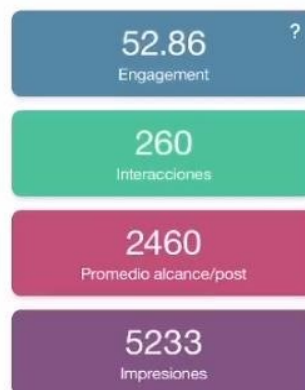 52.86
?
Engagement
260
Interacciones
2460
Promedio alcance/post
5233
Impresiones